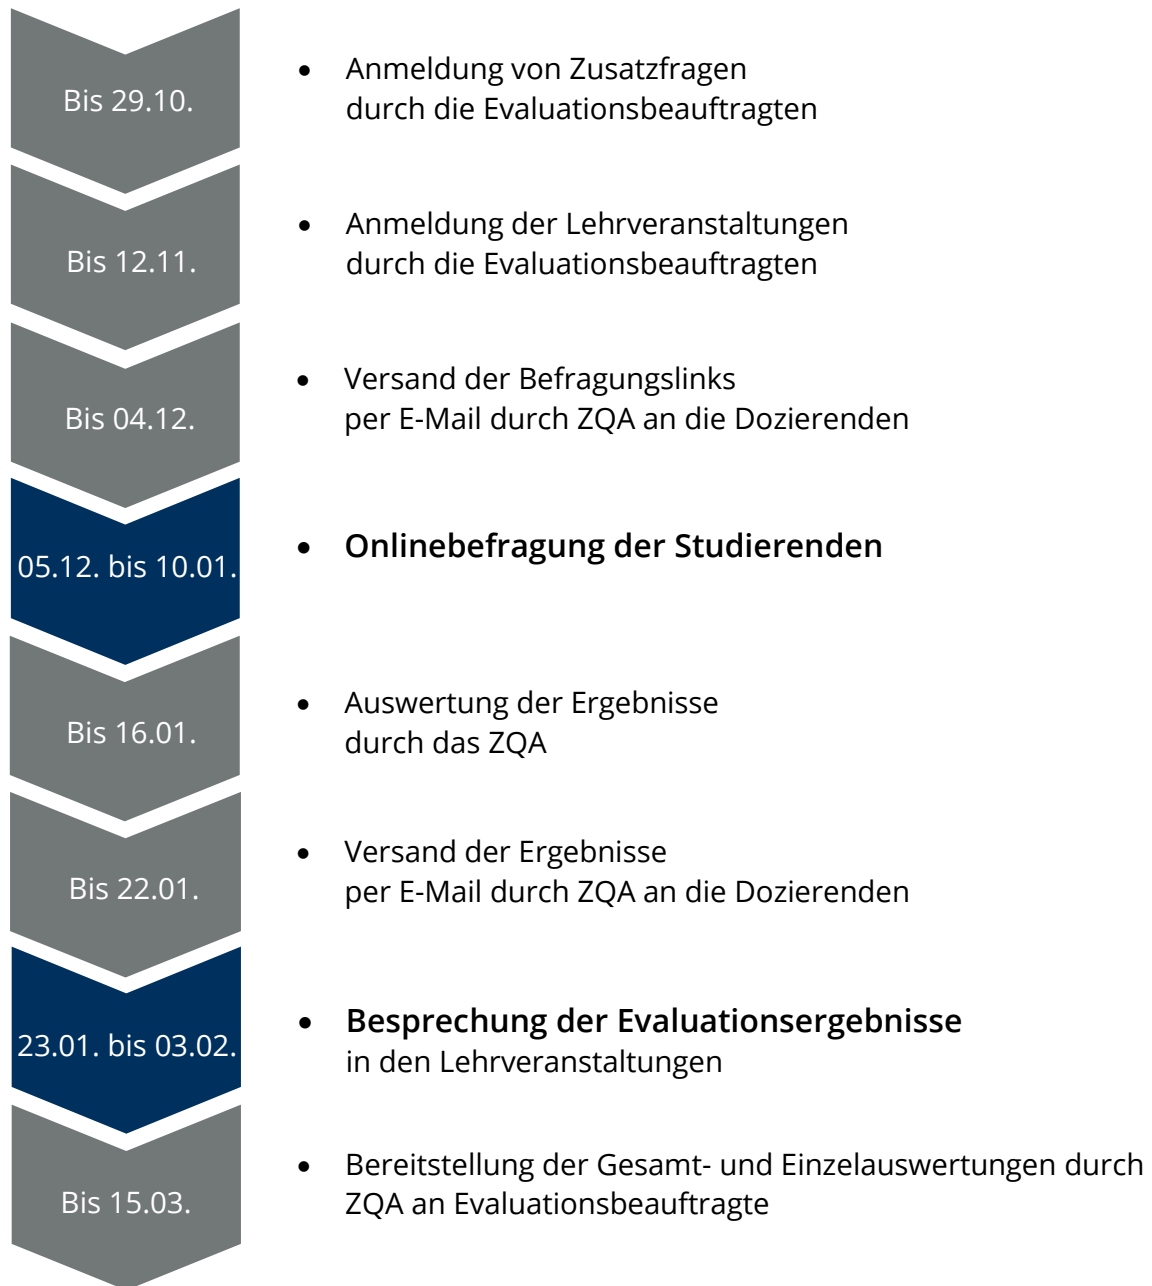 Bis 29.10.
• Anmeldung von Zusatzfragen
durch die Evaluationsbeauftragten
Bis 12.11.
• Anmeldung der Lehrveranstaltungen
durch die Evaluationsbeauftragten
Bis 04.12.
• Versand der Befragungslinks
per E-Mail durch ZQA an die Dozierenden
05.12. bis 10.01.
• Onlinebefragung der Studierenden
Bis 16.01.
• Auswertung der Ergebnisse
durch das ZQA
Bis 22.01.
• Versand der Ergebnisse
per E-Mail durch ZQA an die Dozierenden
23.01. bis 03.02.
• Besprechung der Evaluationsergebnisse
in den Lehrveranstaltungen
Bis 15.03.
• Bereitstellung der Gesamt- und Einzelauswertungen durch
ZQA an Evaluationsbeauftragte